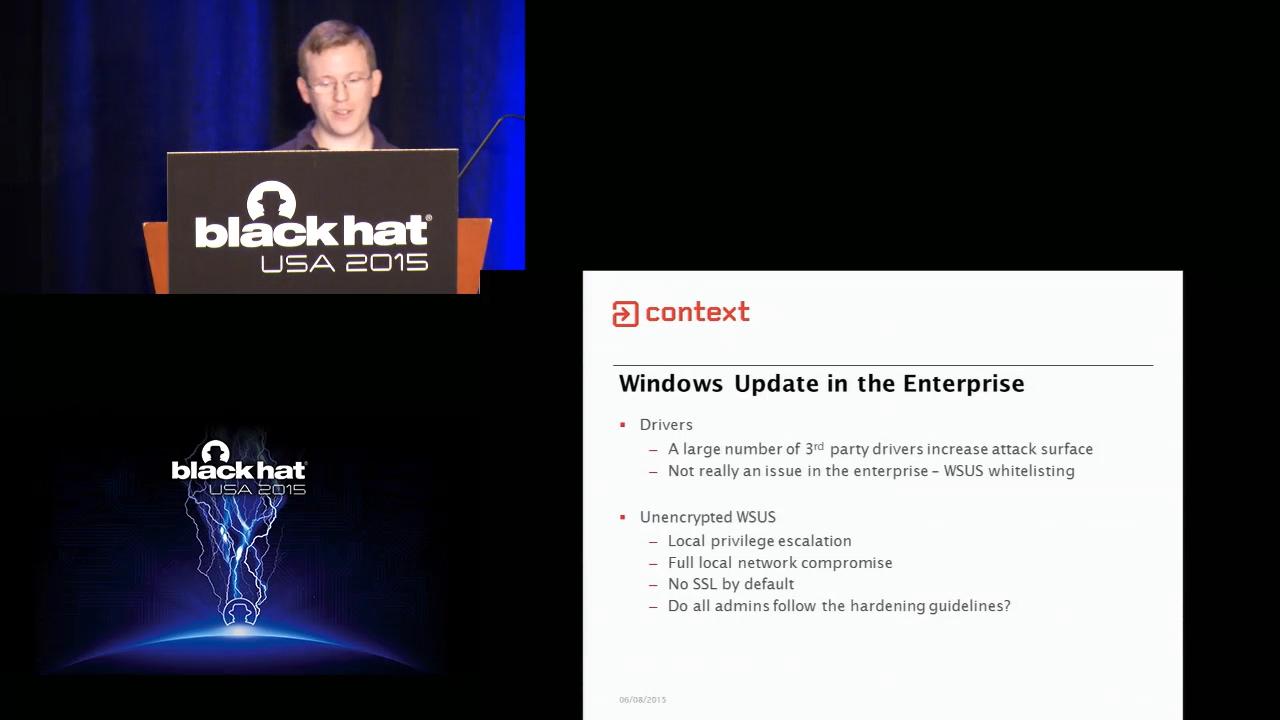 black hat®
USA 2015
context
Windows Update in the Enterprise
▪ Drivers
– A large number of 3rd party drivers increase attack surface
– Not really an issue in the enterprise – WSUS whitelisting
▪ Unencrypted WSUS
– Local privilege escalation
– Full local network compromise
– No SSL by default
– Do all admins follow the hardening guidelines?
06/08/2015
black hat®
USA 2015